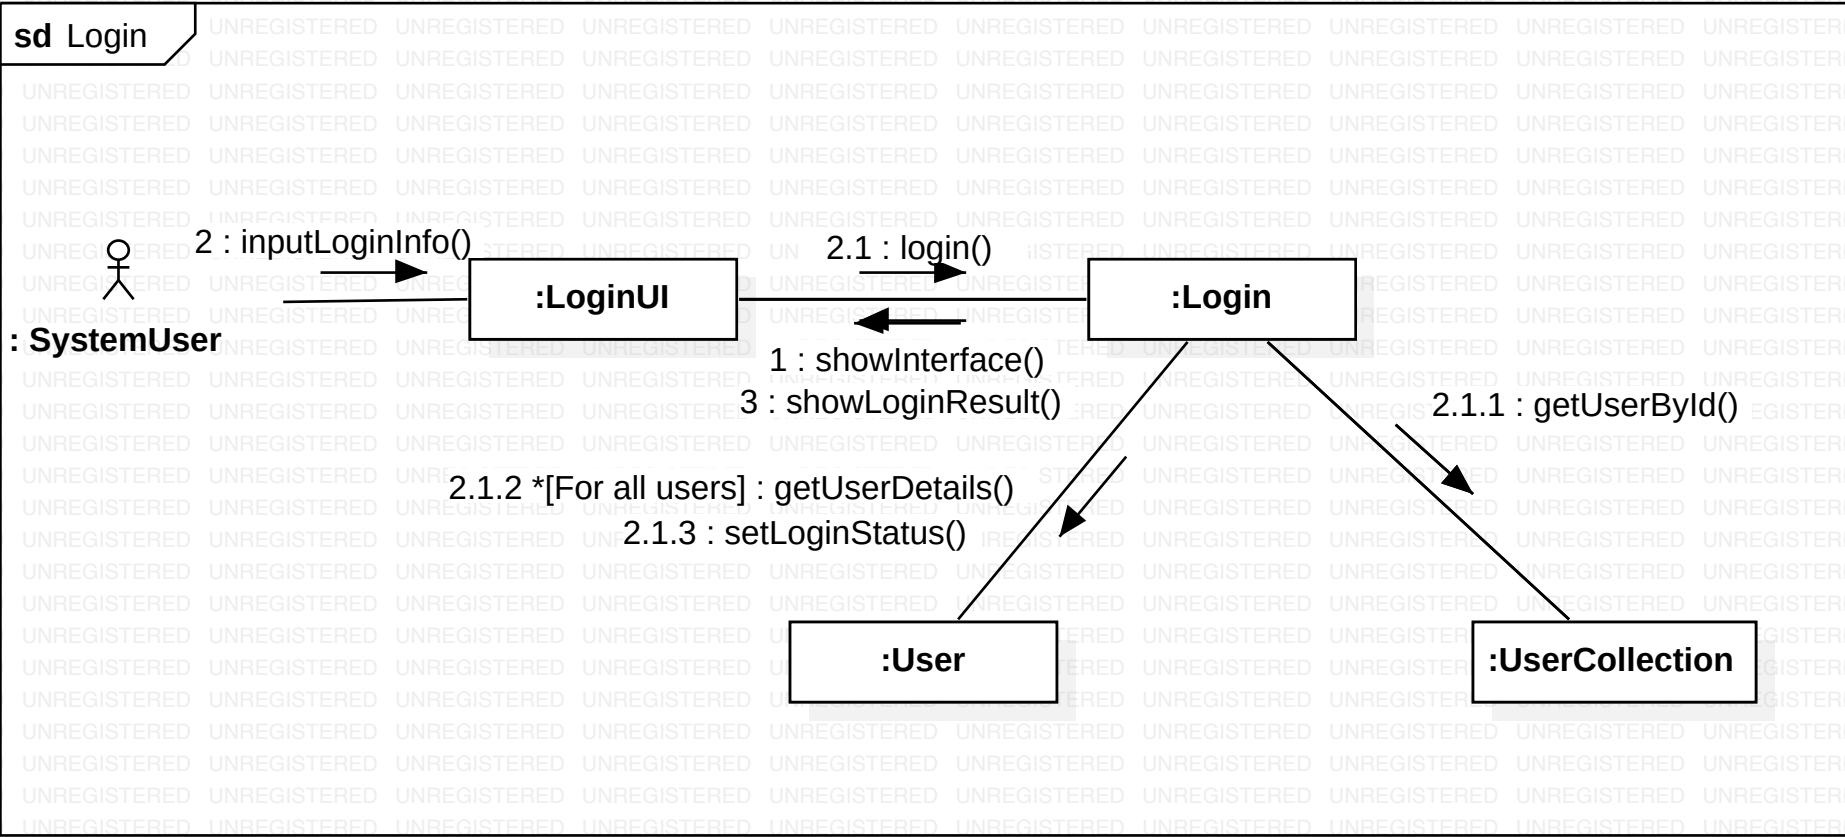 sd Login
2 : inputLoginInfo()
2.1 : login()
:LoginUI
:Login
: SystemUser
1 : showInterface()
3 : showLoginResult()
2.1.1 : getUserById()
2.1.2 *[For all users] : getUserDetails()
2.1.3 : setLoginStatus()
:User
:UserCollection
UNREGISTERED